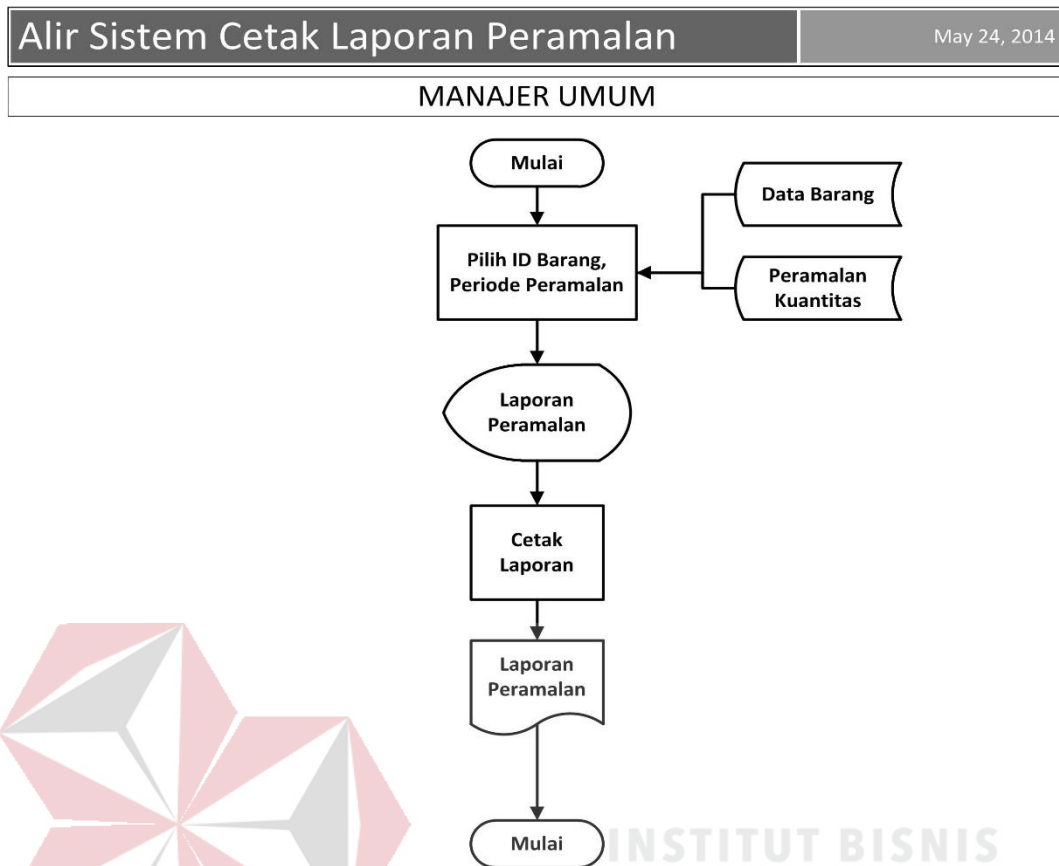 Alir Sistem Cetak Laporan Peramalan
May 24, 2014
MANAJER UMUM
Mulai
Data Barang
Pilih ID Barang,
Periode Peramalan
Peramalan
Kuantitas
Laporan
Peramalan
Cetak
Laporan
Laporan
Peramalan
Mulai
INSTITUT BISNIS